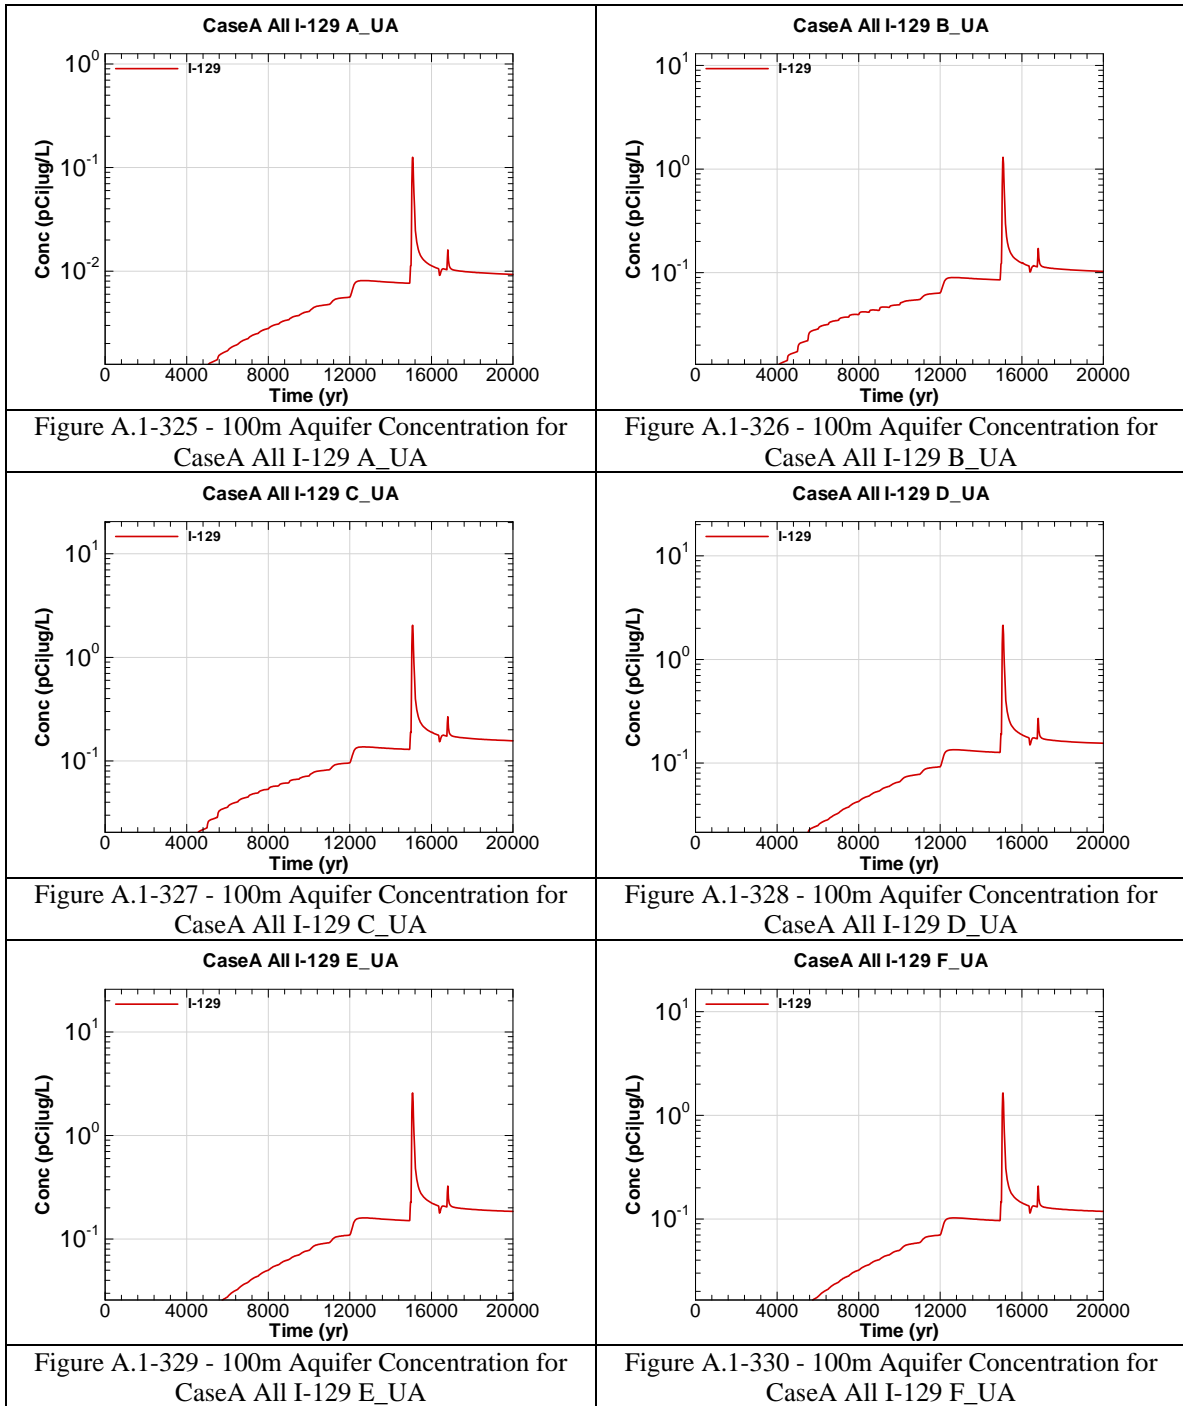 CaseA All I-129 A_UA
10^0
10^-1
10^-2
Conc (pCi|ug/L)
I-129
0 4000 8000 12000 16000 20000
Time (yr)
Figure A.1-325 - 100m Aquifer Concentration for
CaseA All I-129 A_UA
CaseA All I-129 B_UA
10^1
10^0
10^-1
Conc (pCi|ug/L)
I-129
0 4000 8000 12000 16000 20000
Time (yr)
Figure A.1-326 - 100m Aquifer Concentration for
CaseA All I-129 B_UA
CaseA All I-129 C_UA
10^1
10^0
10^-1
Conc (pCi|ug/L)
I-129
0 4000 8000 12000 16000 20000
Time (yr)
Figure A.1-327 - 100m Aquifer Concentration for
CaseA All I-129 C_UA
CaseA All I-129 D_UA
10^1
10^0
10^-1
Conc (pCi|ug/L)
I-129
0 4000 8000 12000 16000 20000
Time (yr)
Figure A.1-328 - 100m Aquifer Concentration for
CaseA All I-129 D_UA
CaseA All I-129 E_UA
10^1
10^0
10^-1
Conc (pCi|ug/L)
I-129
0 4000 8000 12000 16000 20000
Time (yr)
Figure A.1-329 - 100m Aquifer Concentration for
CaseA All I-129 E_UA
CaseA All I-129 F_UA
10^1
10^0
10^-1
Conc (pCi|ug/L)
I-129
0 4000 8000 12000 16000 20000
Time (yr)
Figure A.1-330 - 100m Aquifer Concentration for
CaseA All I-129 F_UA